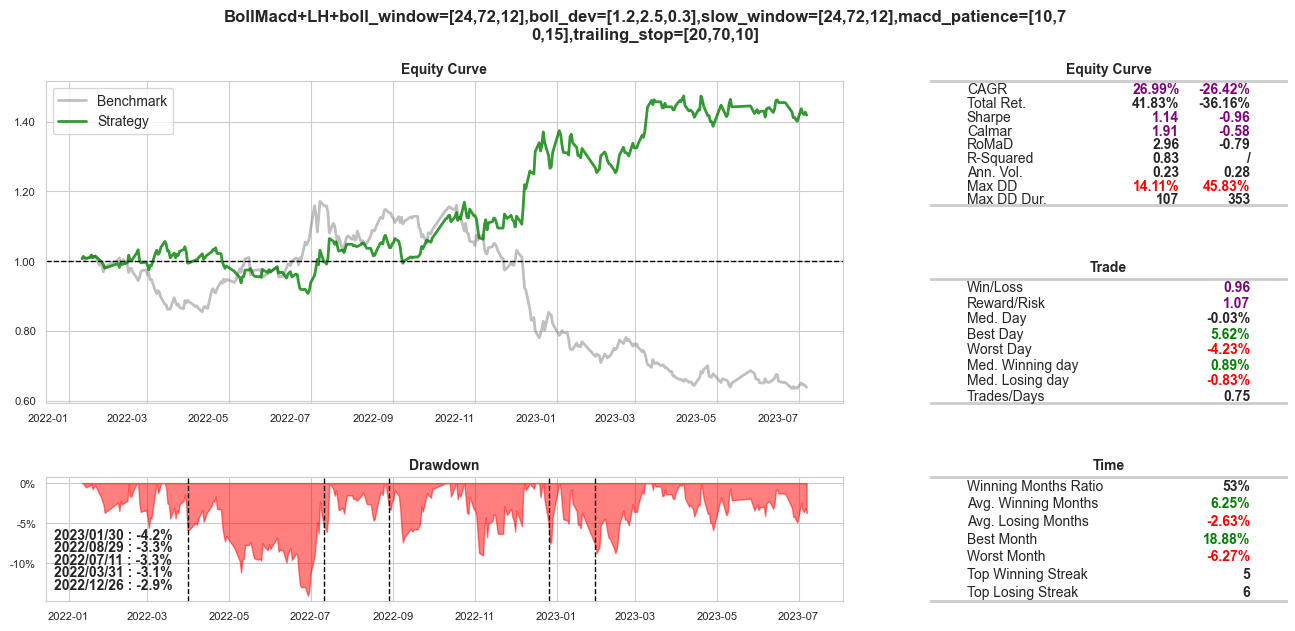 BollMacd+LH+boll_window=[24,72,12],boll_dev=[1.2,2.5,0.3],slow_window=[24,72,12],macd_patience=[10,7
0,15],trailing_stop=[20,70,10]
Equity Curve
Benchmark
Strategy
1.40
1.20
1.00
0.80
0.60
2022-01 2022-03 2022-05 2022-07 2022-09 2022-11 2023-01 2023-03 2023-05 2023-07
Equity Curve
CAGR 26.99% -26.42%
Total Ret. 41.83% -36.16%
Sharpe 1.14 -0.96
Calmar 1.91 -0.58
RoMaD 2.96 -0.79
R-Squared 0.83 /
Ann. Vol. 0.23 0.28
Max DD 14.11% 45.83%
Max DD Dur. 107 353
Trade
Win/Loss 0.96
Reward/Risk 1.07
Med. Day -0.03%
Best Day 5.62%
Worst Day -4.23%
Med. Winning day 0.89%
Med. Losing day -0.83%
Trades/Days 0.75
Drawdown
0%
-5%
-10%
2023/01/30 : -4.2%
2022/08/29 : -3.3%
2022/07/11 : -3.3%
2022/03/31 : -3.1%
2022/12/26 : -2.9%
2022-01 2022-03 2022-05 2022-07 2022-09 2022-11 2023-01 2023-03 2023-05 2023-07
Time
Winning Months Ratio 53%
Avg. Winning Months 6.25%
Avg. Losing Months -2.63%
Best Month 18.88%
Worst Month -6.27%
Top Winning Streak 5
Top Losing Streak 6